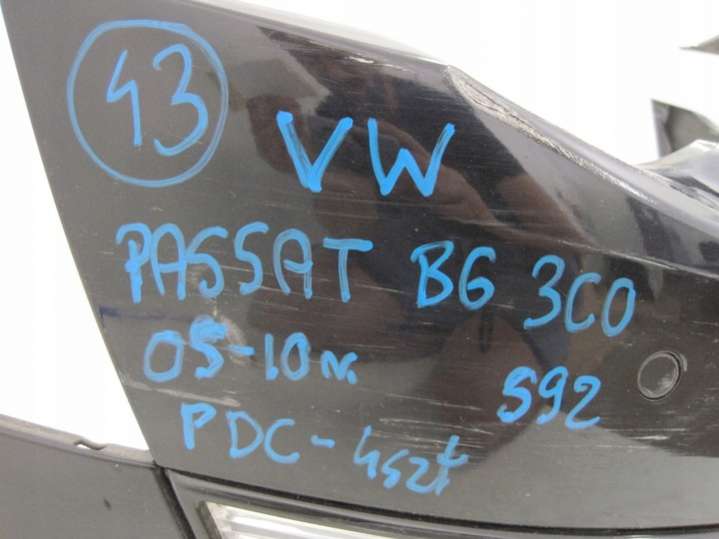 43
VW
PASSAT B6 3C0
05-10r.
592
PDC-4szt